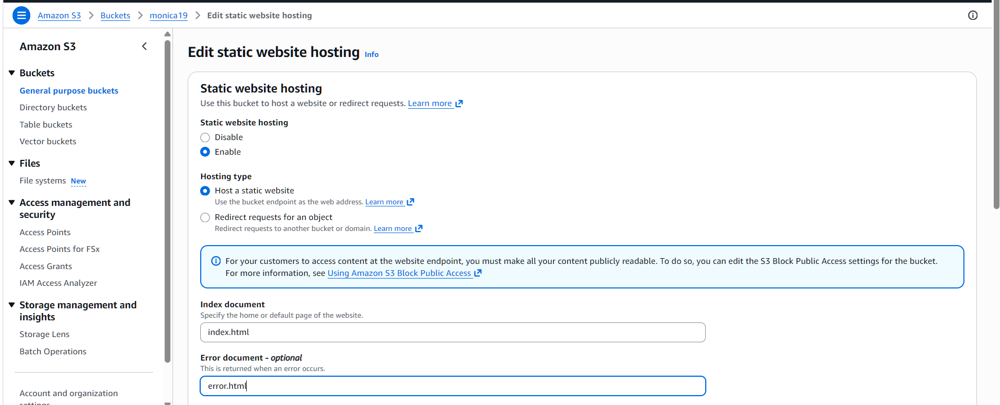 Amazon S3 > Buckets > monica19 > Edit static website hosting
Amazon S3
Buckets
General purpose buckets
Directory buckets
Table buckets
Vector buckets
Files
File systems New
Access management and
security
Access Points
Access Points for FSx
Access Grants
IAM Access Analyzer
Storage management and
insights
Storage Lens
Batch Operations
Account and organization
settings
Edit static website hosting Info
Static website hosting
Use this bucket to host a website or redirect requests. Learn more
Static website hosting
Disable
Enable
Hosting type
Host a static website
Use the bucket endpoint as the web address. Learn more
Redirect requests for an object
Redirect requests to another bucket or domain. Learn more
For your customers to access content at the website endpoint, you must make all your content publicly readable. To do so, you can edit the S3 Block Public Access settings for the bucket.
For more information, see Using Amazon S3 Block Public Access
Index document
Specify the home or default page of the website.
index.html
Error document - optional
This is returned when an error occurs.
error.html